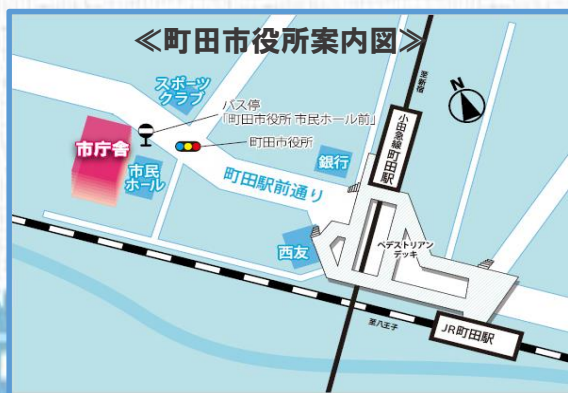 ≪町田市役所案内図≫
スポーツ
クラブ
バス停
「町田市役所 市民ホール前」
町田市役所
市庁舎
市民
ホール
町田駅前通り
銀行
西友
至新宿
小田急線
町田駅
N
ペデストリアン
デッキ
至八王子
JR町田駅